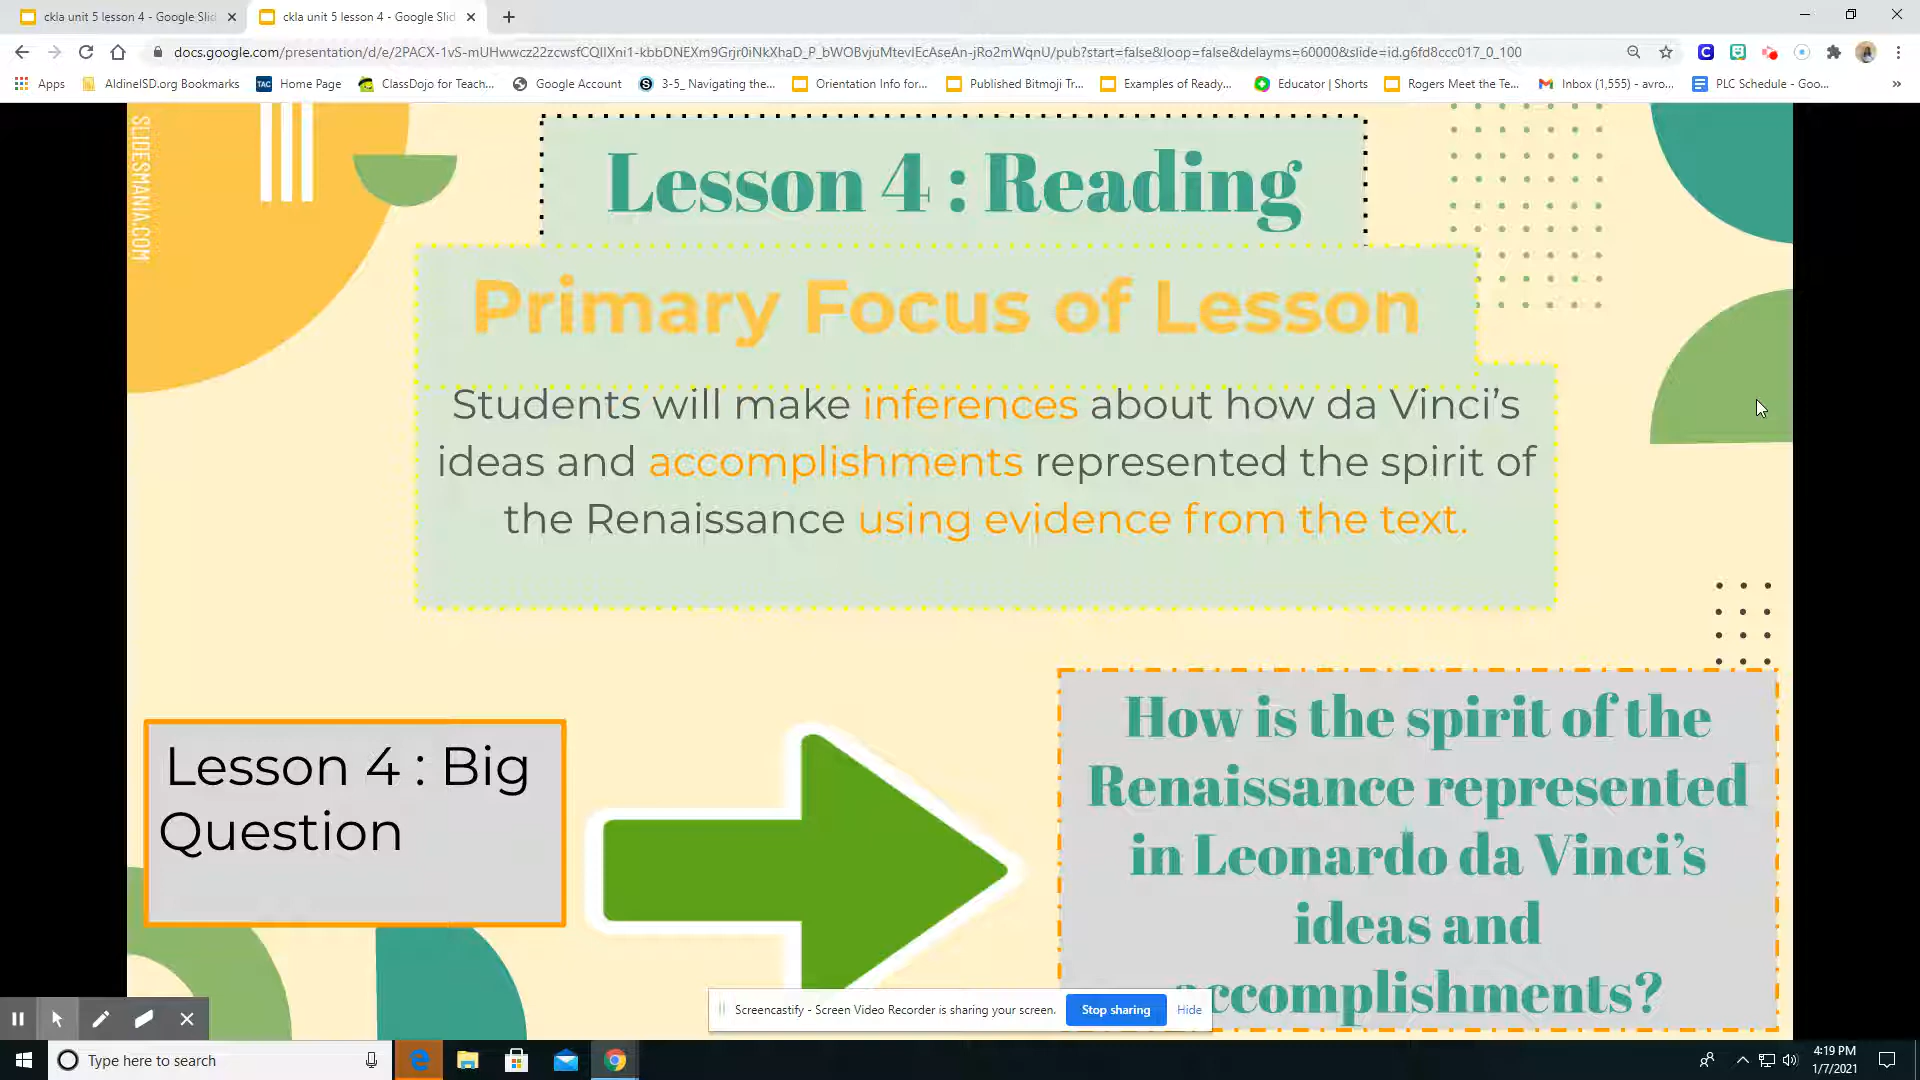 ckla unit 5 lesson 4 - Google Slid
ckla unit 5 lesson 4 - Google Slid
docs.google.com/presentation/d/e/2PACX-1vS-mUHwwcz22zcwsfCQIIXni1-kbbDNEXm9Grjr0iNkXhaD_P_bWOBvjuMtevIEcAseAn-jRo2mWqnU/pub?start=false&loop=false&delayms=60000&slide=id.g6fd8ccc017_0_100
Apps AldineISD.org Bookmarks TAC Home Page ClassDojo for Teach... Google Account 3-5_ Navigating the... Orientation Info for... Published Bitmoji Tr... Examples of Ready... Educator | Shorts Rogers Meet the Te... Inbox (1,555) - avro... PLC Schedule - Goo...
SLIDESMANIA.COM
Lesson 4 : Reading
Primary Focus of Lesson
Students will make inferences about how da Vinci's
ideas and accomplishments represented the spirit of
the Renaissance using evidence from the text.
Lesson 4 : Big
Question
How is the spirit of the
Renaissance represented
in Leonardo da Vinci's
ideas and
accomplishments?
Screencastify - Screen Video Recorder is sharing your screen. Stop sharing Hide
Type here to search
4:19 PM
1/7/2021